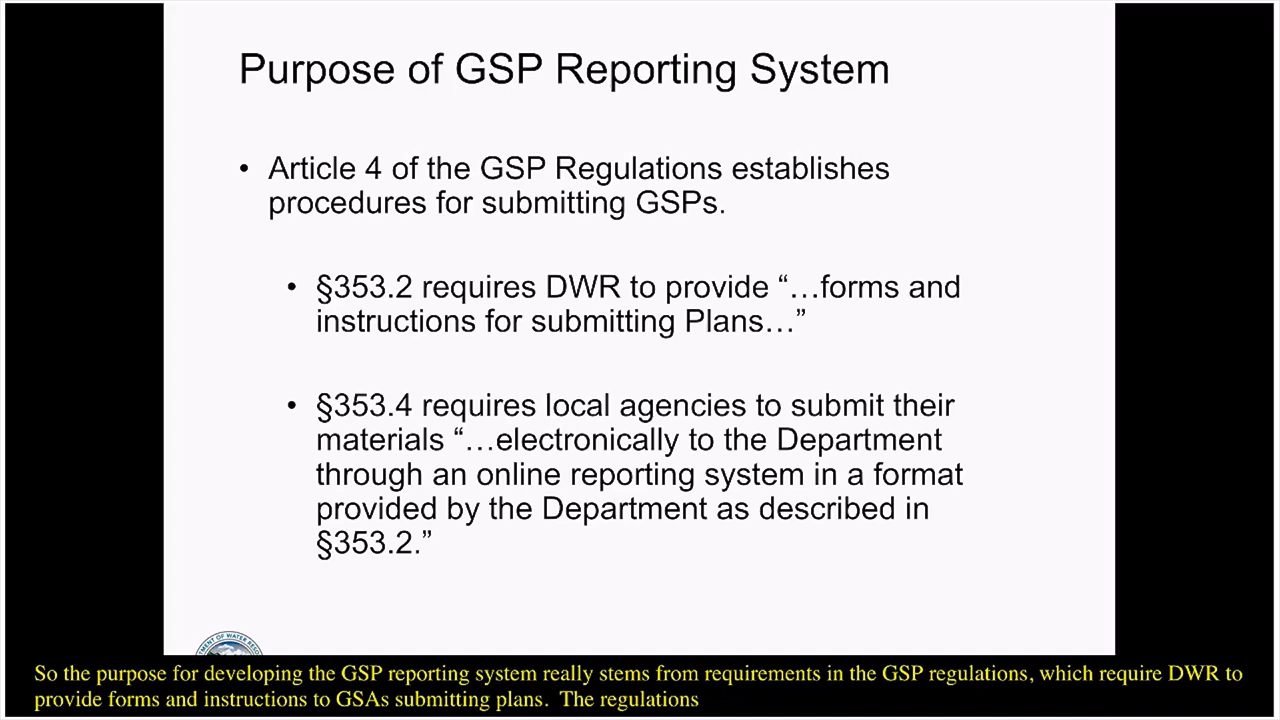 Purpose of GSP Reporting System
• Article 4 of the GSP Regulations establishes
procedures for submitting GSPs.
• §353.2 requires DWR to provide “…forms and
instructions for submitting Plans…”
• §353.4 requires local agencies to submit their
materials “…electronically to the Department
through an online reporting system in a format
provided by the Department as described in
§353.2.”
OF WATER
So the purpose for developing the GSP reporting system really stems from requirements in the GSP regulations, which require DWR to
provide forms and instructions to GSAs submitting plans.  The regulations